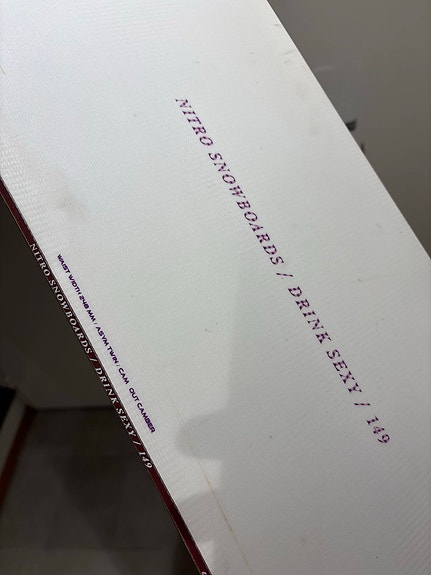 NITRO SNOWBOARDS / DRINK SEXY / 149
WAIST WIDTH 248 MM / ASYM TWIN / CAM OUT CAMBER
NITRO SNOWBOARDS / DRINK SEXY / 149